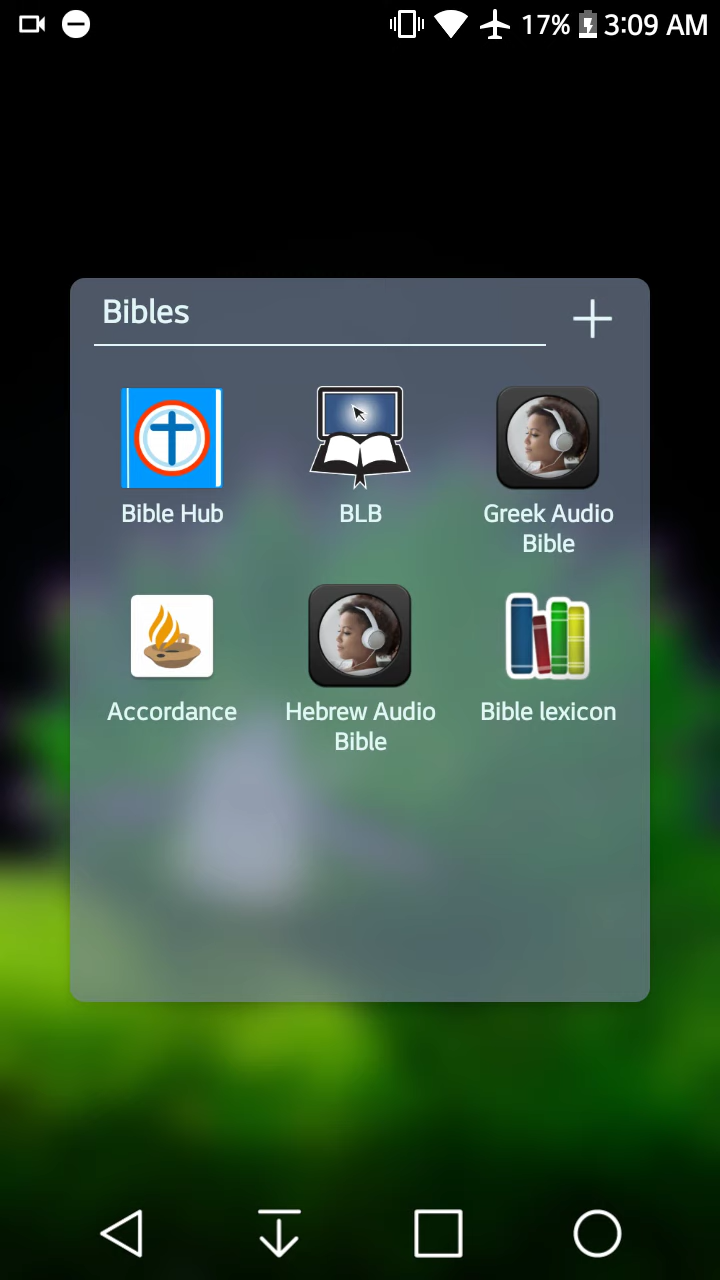 17% 3:09 AM
Bibles
Bible Hub
BLB
Greek Audio
Bible
Accordance
Hebrew Audio
Bible
Bible lexicon